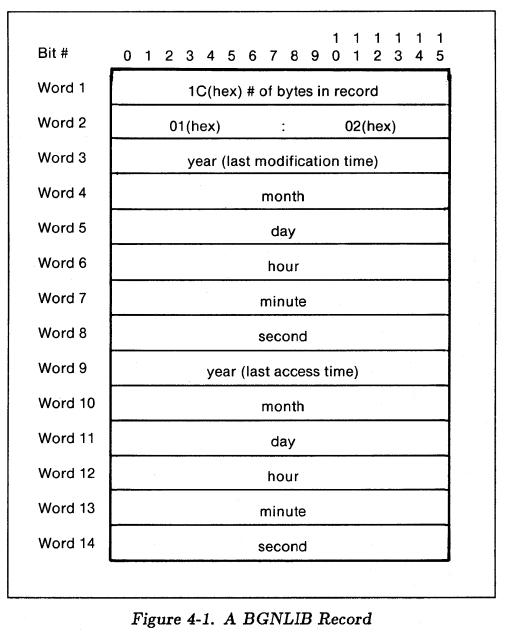 Bit # 0 1 2 3 4 5 6 7 8 9 10 11 12 13 14 15
Word 1 1C(hex) # of bytes in record
Word 2 01(hex) : 02(hex)
Word 3 year (last modification time)
Word 4 month
Word 5 day
Word 6 hour
Word 7 minute
Word 8 second
Word 9 year (last access time)
Word 10 month
Word 11 day
Word 12 hour
Word 13 minute
Word 14 second
Figure 4-1. A BGNLIB Record